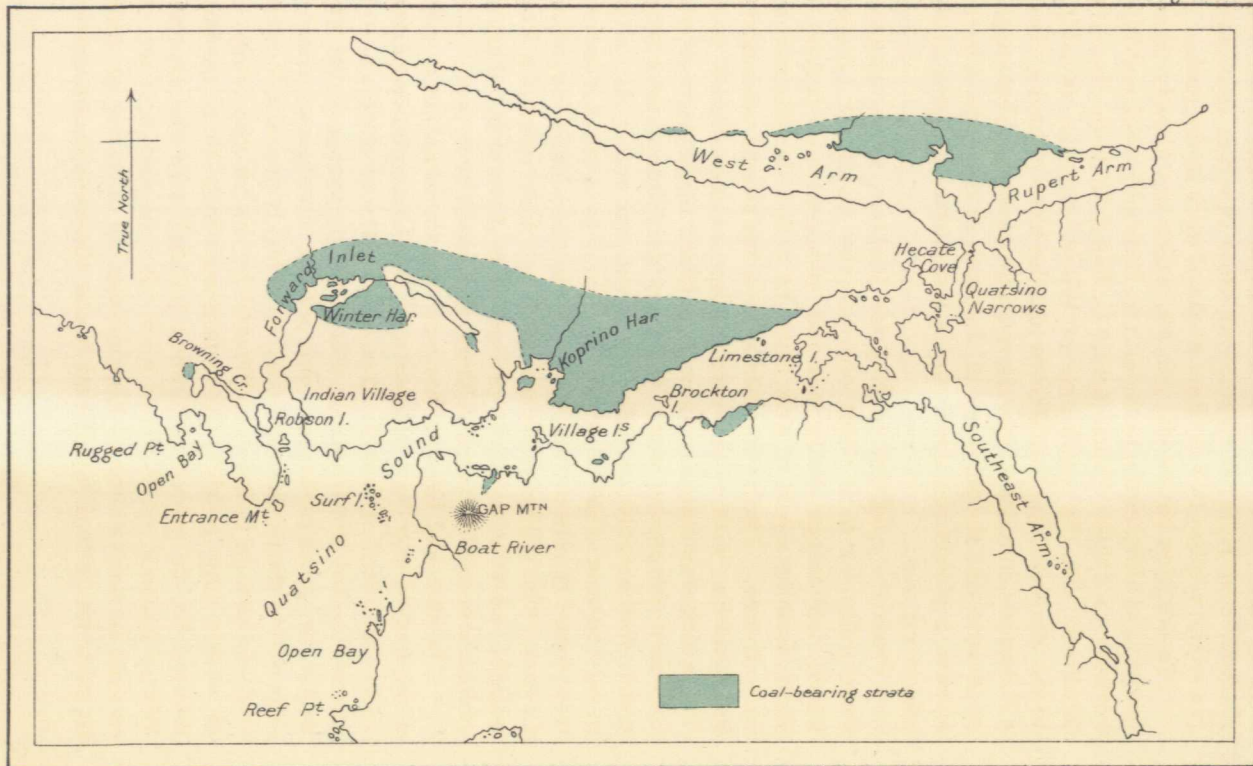 True North
West Arm
Rupert Arm
Hecate
Cove
Quatsino
Narrows
Forward Inlet
Winter Har.
Koprino Har.
Limestone I.
Browning Cr.
Indian Village
Robson I.
Brockton
I.
Village Is
Rugged Pt.
Open Bay
Quatsino Sound
Surf I.
Entrance Mt.
GAP MTN
Boat River
Southeast Arm
Open Bay
Reef Pt.
Coal-bearing strata